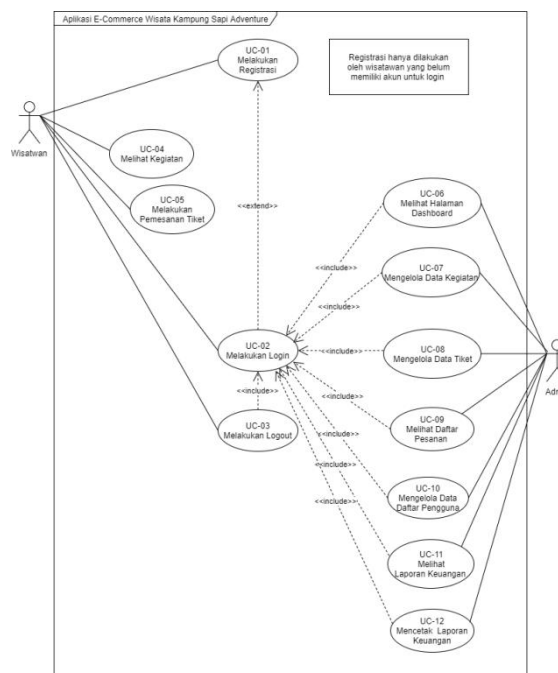 Aplikasi E-Commerce Wisata Kampung Sapi Adventure
UC-01
Melakukan
Registrasi
Registrasi hanya dilakukan
oleh wisatawan yang belum
memiliki akun untuk login
Wisatwan
UC-04
Melihat Kegiatan
UC-05
Melakukan
Pemesanan Tiket
<<extend>>
UC-06
Melihat Halaman
Dashboard
<<include>>
UC-07
Mengelola Data Kegiatan
<<include>>
UC-02
Melakukan Login
<<include>>
UC-08
Mengelola Data Tiket
Adm
<<include>>
UC-03
Melakukan Logout
<<include>>
UC-09
Melihat Daftar
Pesanan
<<include>>
<<include>>
<<include>>
UC-10
Mengelola Data
Daftar Pengguna
UC-11
Melihat
Laporan Keuangan
UC-12
Mencetak Laporan
Keuangan